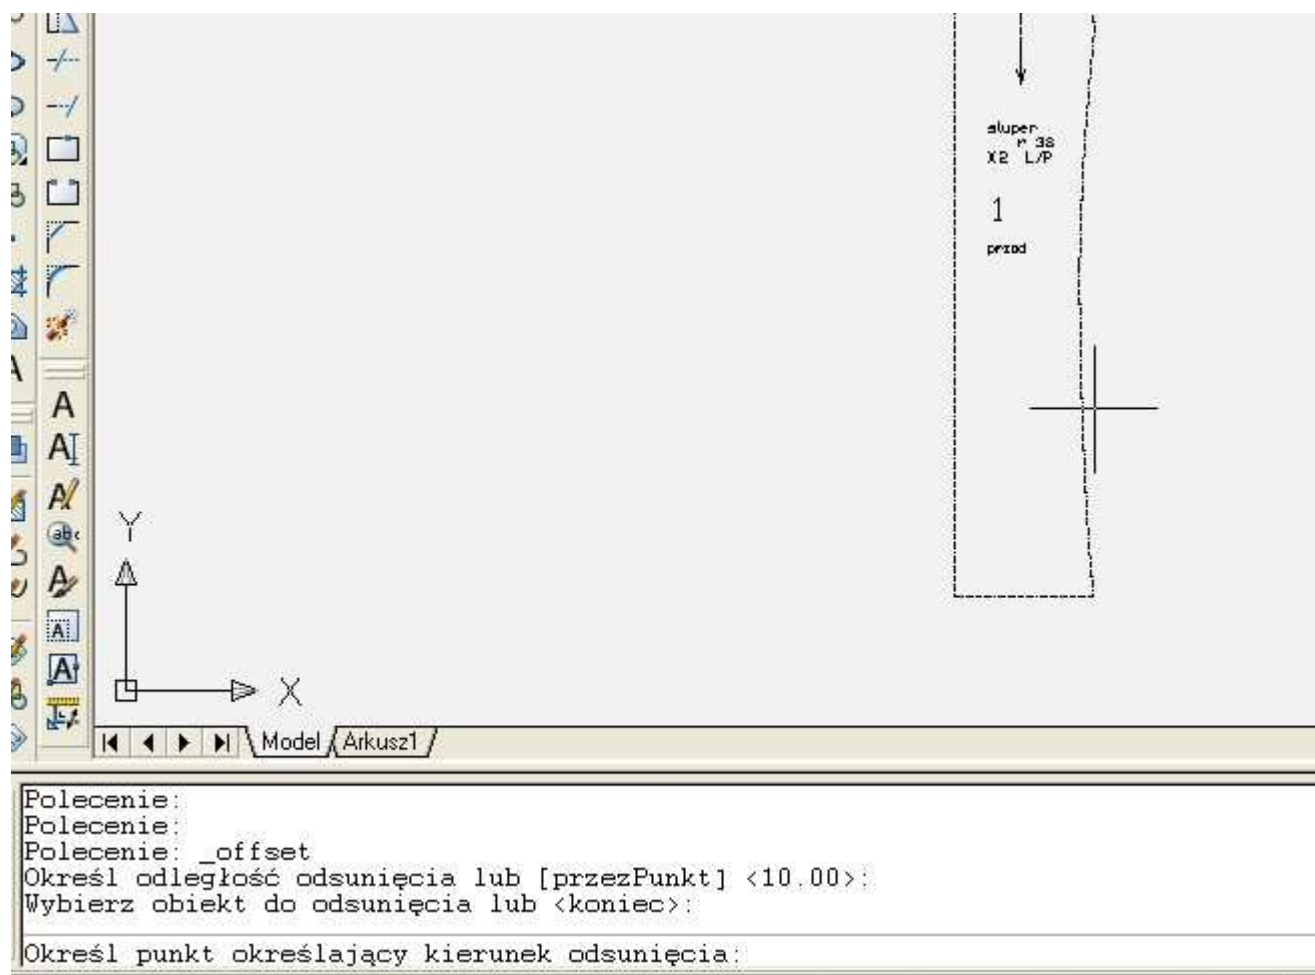 sluper
r 38
X2 L/P
1
przod
A
A
A
abc
A
A
A
Y
X
Model
Arkusz1
Polecenie:
Polecenie:
Polecenie: _offset
Określ odległość odsunięcia lub [przezPunkt] <10.00>:
Wybierz obiekt do odsunięcia lub <koniec>:
Określ punkt określający kierunek odsunięcia: